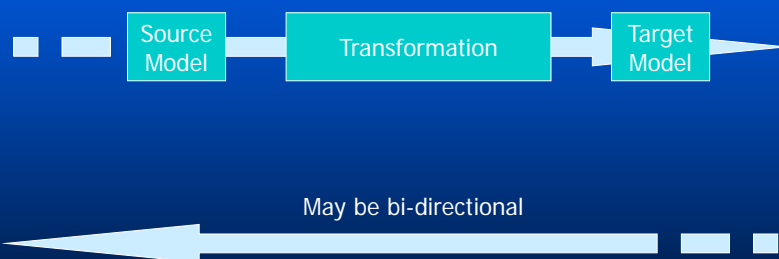 Source
Model
Transformation
Target
Model
May be bi-directional